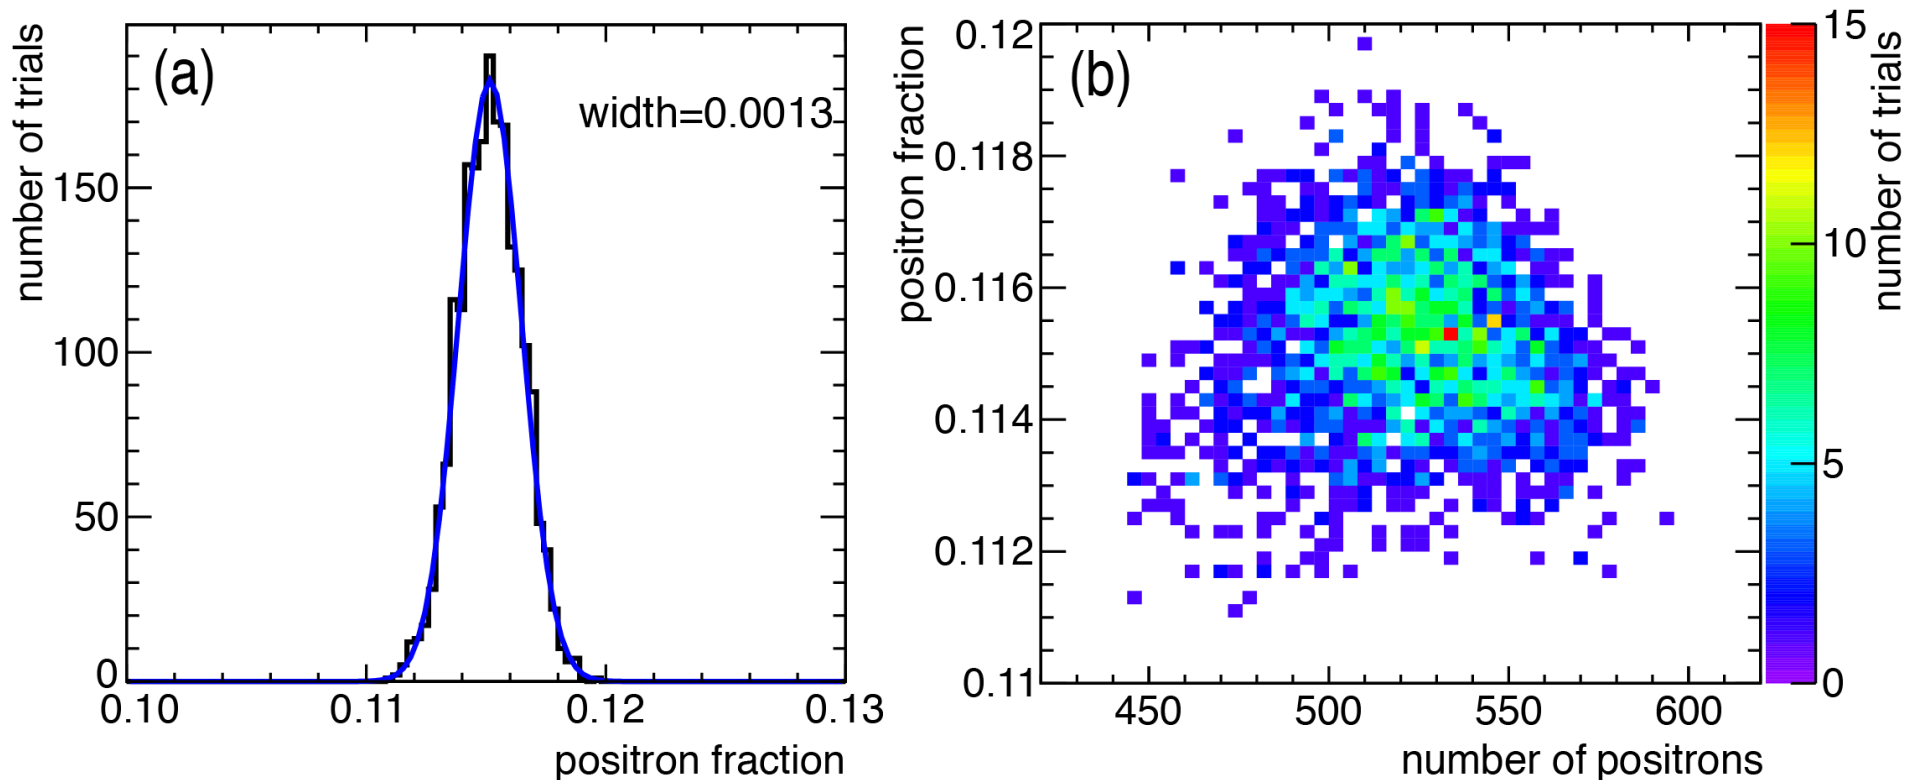 (a)
width=0.0013
number of trials
150
100
50
0
0.10 0.11 0.12 0.13
positron fraction
(b)
positron fraction
0.12
0.118
0.116
0.114
0.112
0.11
450 500 550 600
number of positrons
15
10
5
0
number of trials